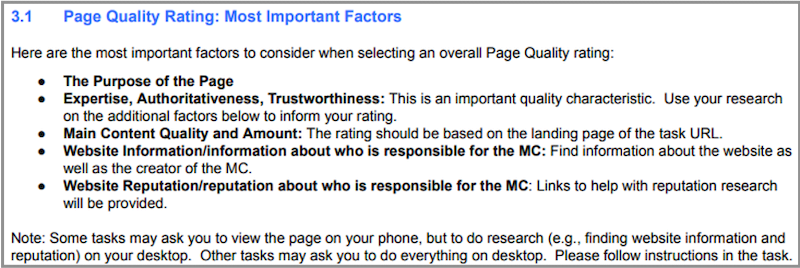 3.1 Page Quality Rating: Most Important Factors
Here are the most important factors to consider when selecting an overall Page Quality rating:
● The Purpose of the Page
● Expertise, Authoritativeness, Trustworthiness: This is an important quality characteristic. Use your research
on the additional factors below to inform your rating.
● Main Content Quality and Amount: The rating should be based on the landing page of the task URL.
● Website Information/information about who is responsible for the MC: Find information about the website as
well as the creator of the MC.
● Website Reputation/reputation about who is responsible for the MC: Links to help with reputation research
will be provided.
Note: Some tasks may ask you to view the page on your phone, but to do research (e.g., finding website information and
reputation) on your desktop. Other tasks may ask you to do everything on desktop. Please follow instructions in the task.